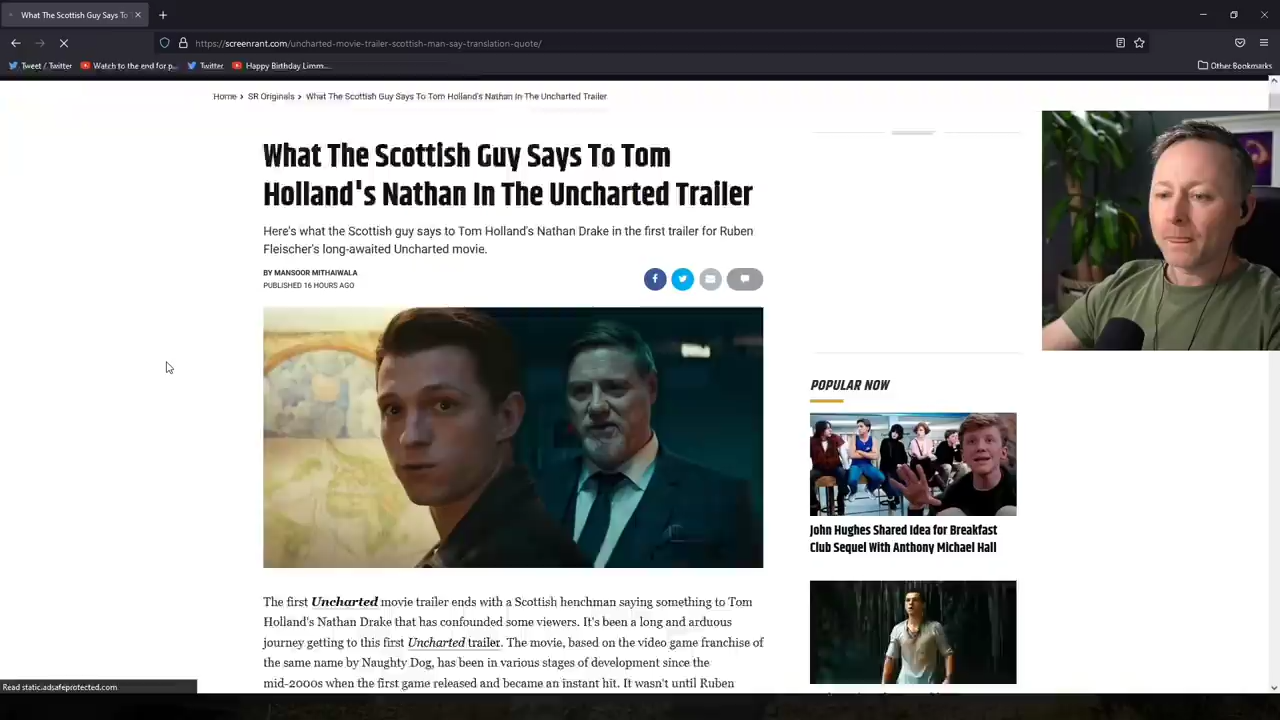 What The Scottish Guy Says To
https://screenrant.com/uncharted-movie-trailer-scottish-man-say-translation-quote/
Tweet / Twitter
Watch to the end for p...
Twitter
Happy Birthday Limm...
Other Bookmarks
Home › SR Originals › What The Scottish Guy Says To Tom Holland's Nathan In The Uncharted Trailer
What The Scottish Guy Says To Tom
Holland's Nathan In The Uncharted Trailer
Here's what the Scottish guy says to Tom Holland's Nathan Drake in the first trailer for Ruben
Fleischer's long-awaited Uncharted movie.
BY MANSOOR MITHAIWALA
PUBLISHED 16 HOURS AGO
The first Uncharted movie trailer ends with a Scottish henchman saying something to Tom
Holland's Nathan Drake that has confounded some viewers. It's been a long and arduous
journey getting to this first Uncharted trailer. The movie, based on the video game franchise of
the same name by Naughty Dog, has been in various stages of development since the
mid-2000s when the first game released and became an instant hit. It wasn't until Ruben
POPULAR NOW
John Hughes Shared Idea for Breakfast
Club Sequel With Anthony Michael Hall
Read static.adsafeprotected.com